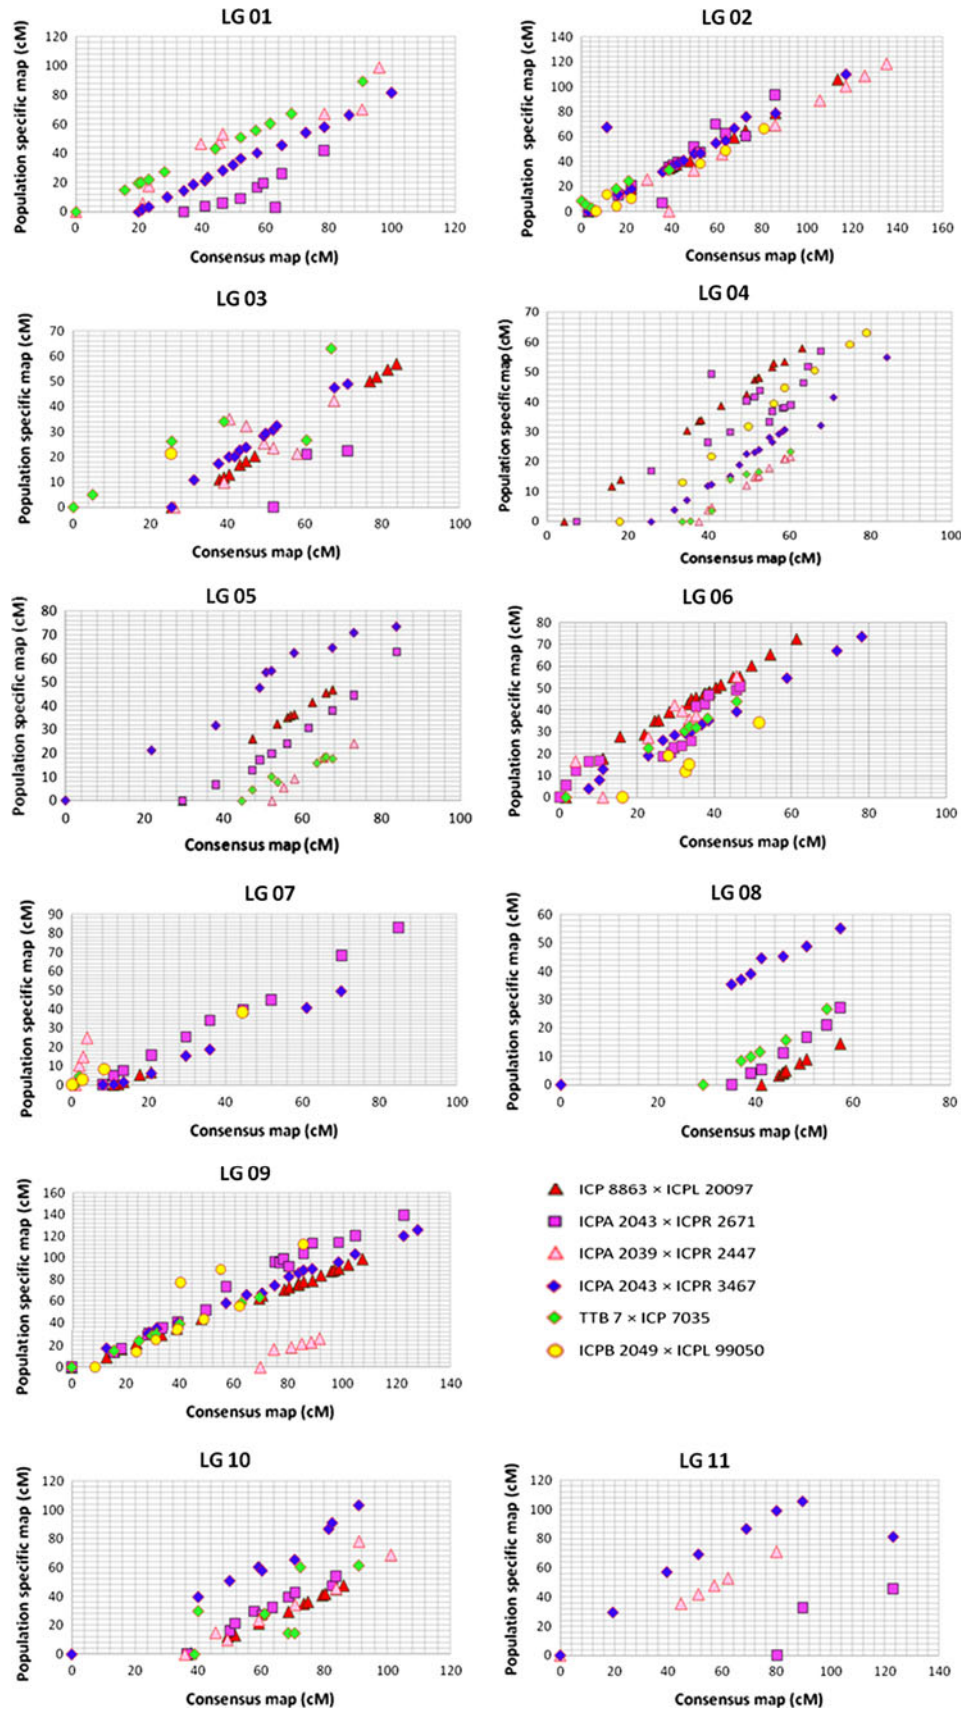 LG 01
LG 02
Population specific map (cM)
120
100
80
60
40
20
0
0 20 40 60 80 100 120
Consensus map (cM)
Population specific map (cM)
140
120
100
80
60
40
20
0
0 20 40 60 80 100 120 140 160
Consensus map (cM)
LG 03
LG 04
Population specific map (cM)
70
60
50
40
30
20
10
0
0 20 40 60 80 100
Consensus map (cM)
Population specific map (cM)
70
60
50
40
30
20
10
0
0 20 40 60 80 100
Consensus map (cM)
LG 05
LG 06
Population specific map (cM)
80
70
60
50
40
30
20
10
0
0 20 40 60 80 100
Consensus map (cM)
Population specific map (cM)
80
70
60
50
40
30
20
10
0
0 20 40 60 80 100
Consensus map (cM)
LG 07
LG 08
Population specific map (cM)
90
80
70
60
50
40
30
20
10
0
0 20 40 60 80 100
Consensus map (cM)
Population specific map (cM)
60
50
40
30
20
10
0
0 20 40 60 80
Consensus map (cM)
LG 09
Population specific map (cM)
160
140
120
100
80
60
40
20
0
0 20 40 60 80 100 120 140
Consensus map (cM)
ICP 8863 × ICPL 20097
ICPA 2043 × ICPR 2671
ICPA 2039 × ICPR 2447
ICPA 2043 × ICPR 3467
TTB 7 × ICP 7035
ICPB 2049 × ICPL 99050
LG 10
LG 11
Population specific map (cM)
120
100
80
60
40
20
0
0 20 40 60 80 100 120
Consensus map (cM)
Population specific map (cM)
120
100
80
60
40
20
0
0 20 40 60 80 100 120 140
Consensus map (cM)